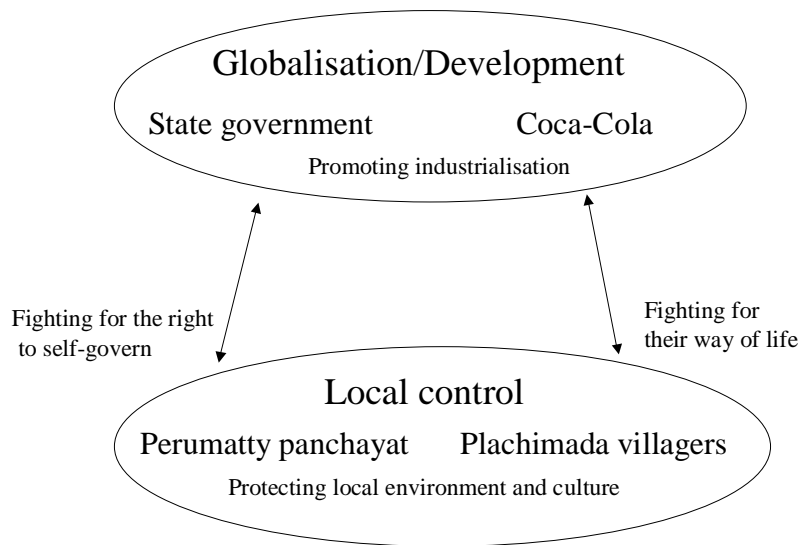 Globalisation/Development
State government Coca-Cola
Promoting industrialisation
Fighting for the right
to self-govern
Fighting for
their way of life
Local control
Perumatty panchayat Plachimada villagers
Protecting local environment and culture